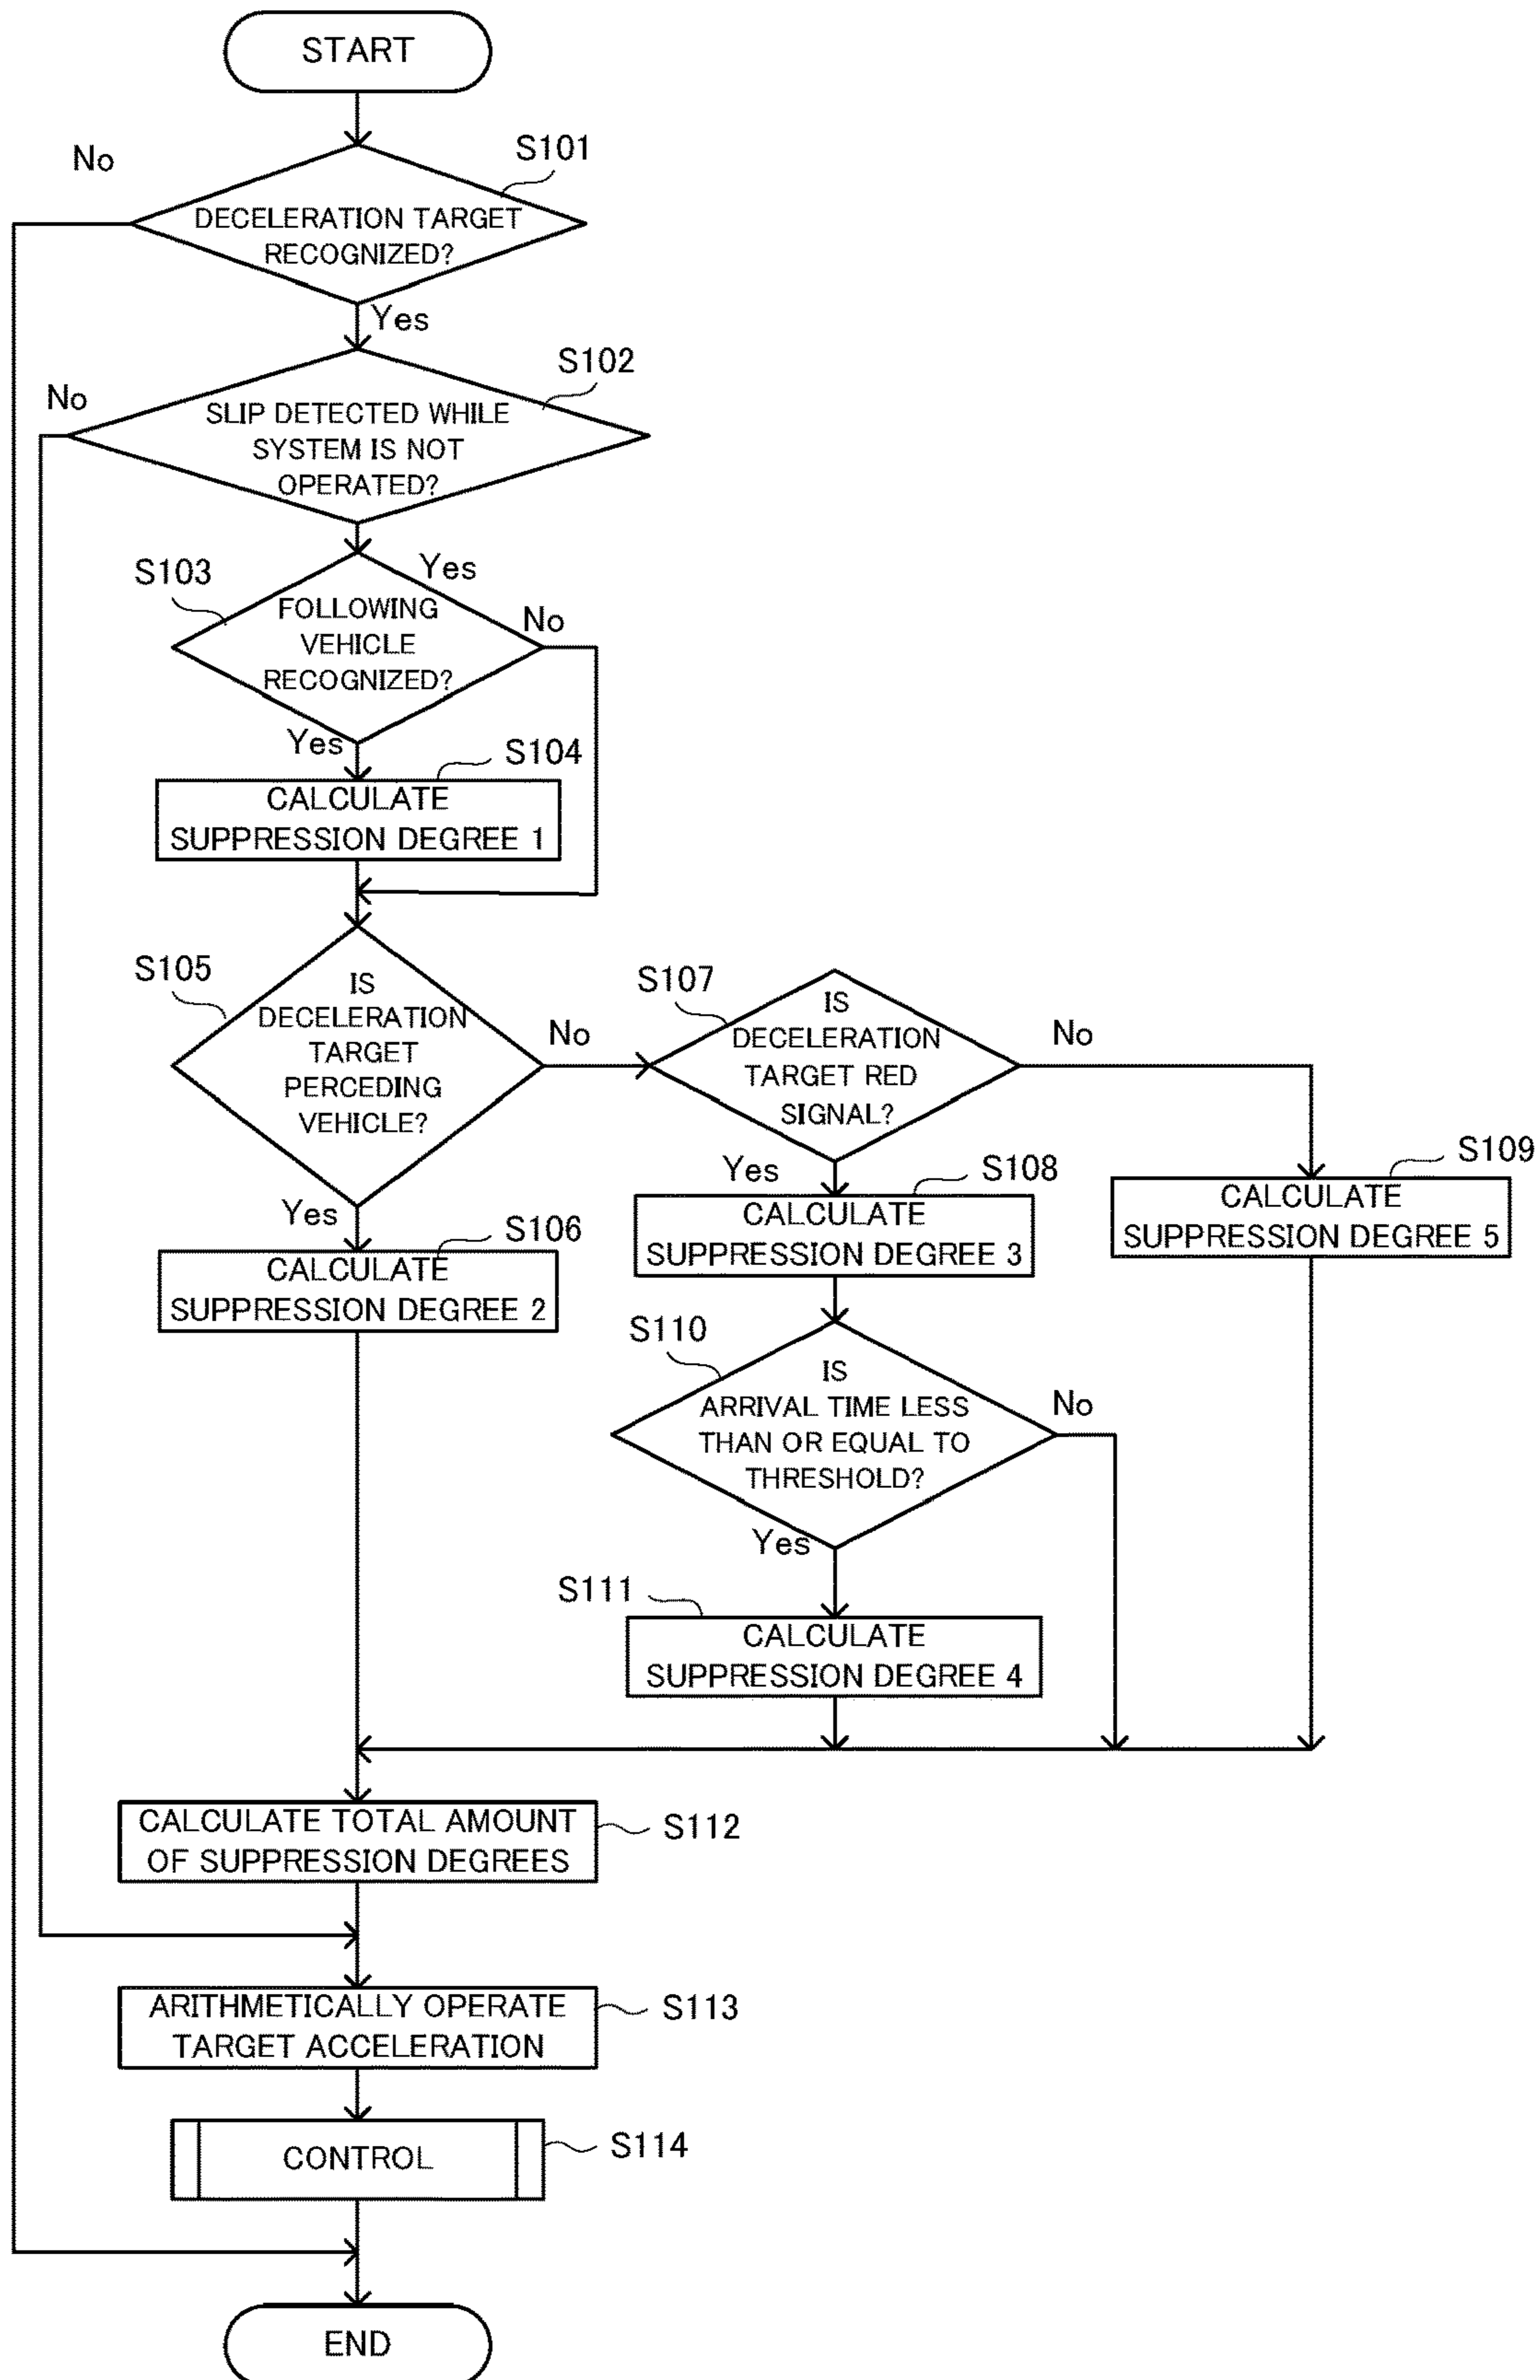 START
No
S101
DECELERATION TARGET
RECOGNIZED?
Yes
S102
No
SLIP DETECTED WHILE
SYSTEM IS NOT
OPERATED?
Yes
S103
FOLLOWING
VEHICLE
RECOGNIZED?
No
Yes
S104
CALCULATE
SUPPRESSION DEGREE 1
S105
IS
DECELERATION
TARGET
PERCEDING
VEHICLE?
No
Yes
S106
CALCULATE
SUPPRESSION DEGREE 2
S107
IS
DECELERATION
TARGET RED
SIGNAL?
No
Yes
S108
CALCULATE
SUPPRESSION DEGREE 3
S109
CALCULATE
SUPPRESSION DEGREE 5
S110
IS
ARRIVAL TIME LESS
THAN OR EQUAL TO
THRESHOLD?
No
Yes
S111
CALCULATE
SUPPRESSION DEGREE 4
CALCULATE TOTAL AMOUNT
OF SUPPRESSION DEGREES
S112
ARITHMETICALLY OPERATE
TARGET ACCELERATION
S113
CONTROL
S114
END